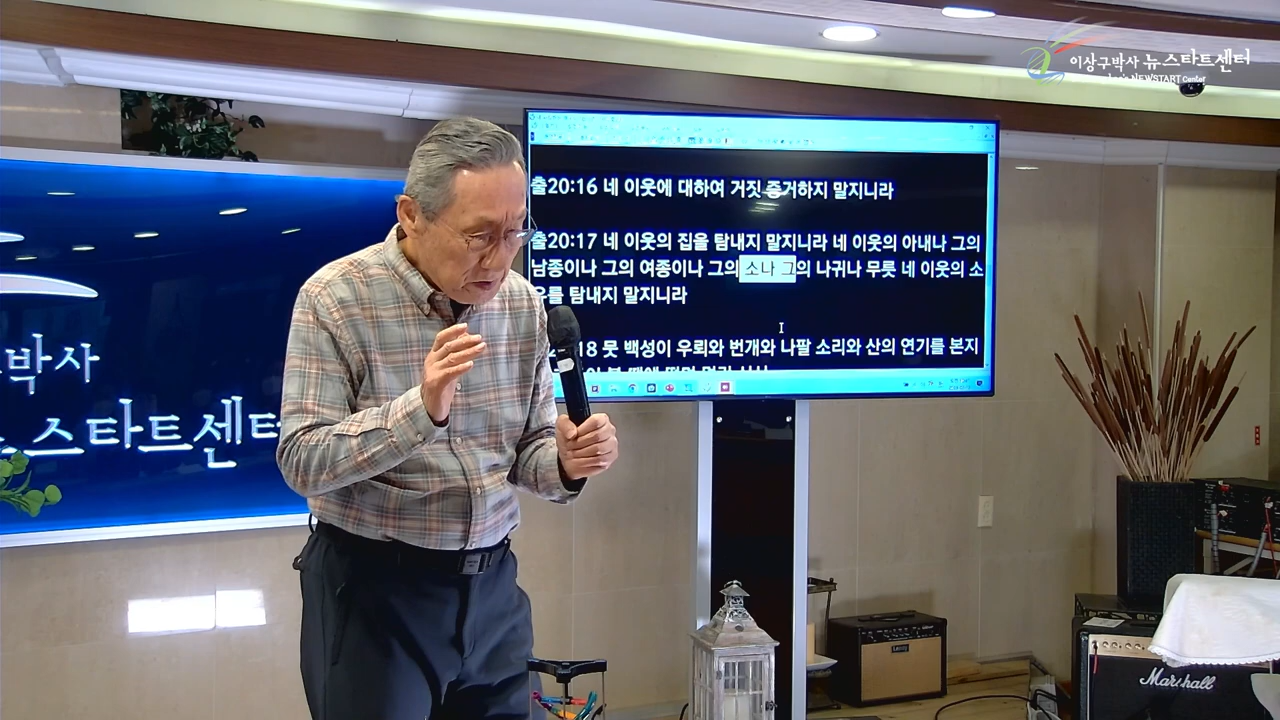 이상구박사 뉴스타트센터
NEWSTART Center
출20:16 네 이웃에 대하여 거짓 증거하지 말지니라
출20:17 네 이웃의 집을 탐내지 말지니라 네 이웃의 아내나 그의
남종이나 그의 여종이나 그의 소나 그의 나귀나 무릇 네 이웃의 소
유를 탐내지 말지니라
18 뭇 백성이 우뢰와 번개와 나팔 소리와 산의 연기를 본지
박사
스타트센터
Marshall